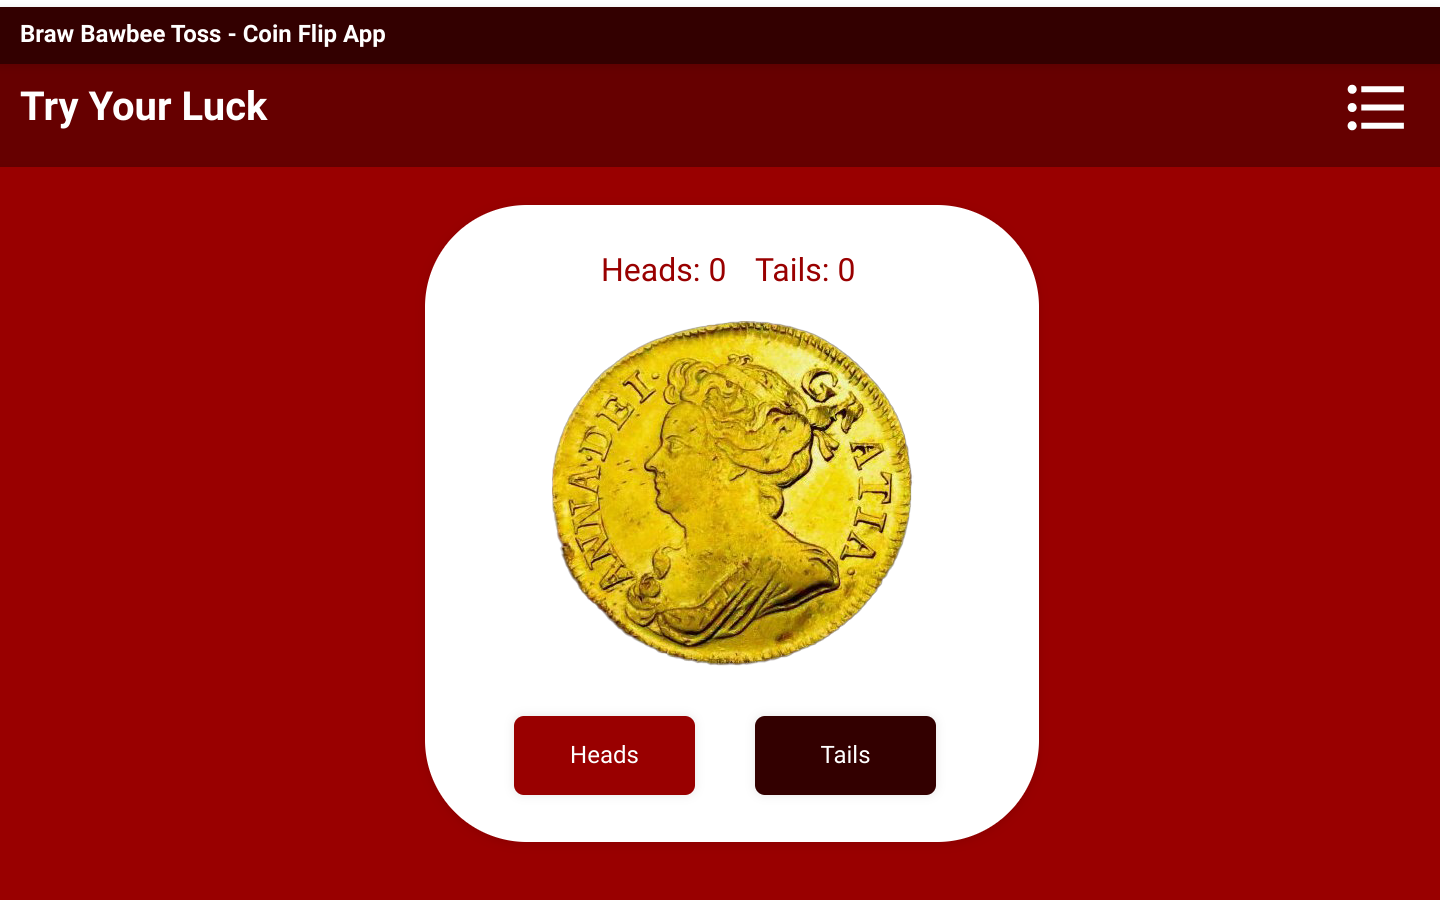 Braw Bawbee Toss - Coin Flip App
Try Your Luck
Heads: 0 Tails: 0
ANNA·DEI· GRATIA·
Heads
Tails